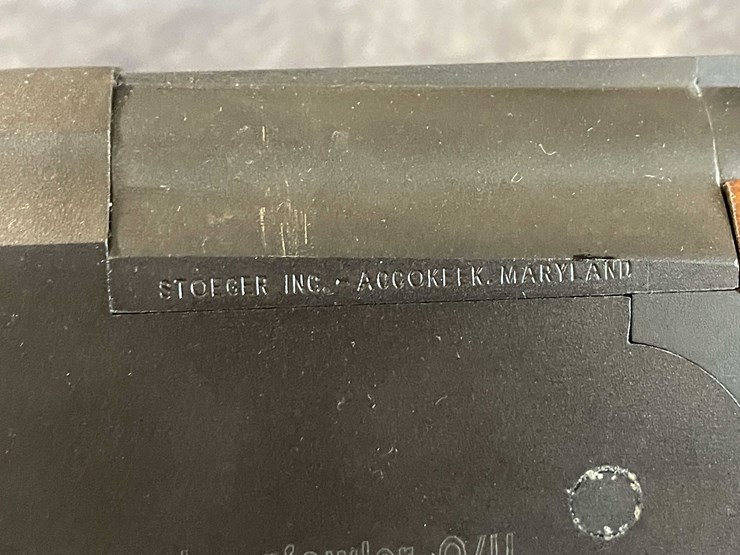 STOEGER INC. · ACCOKEEK, MARYLAND
O/U